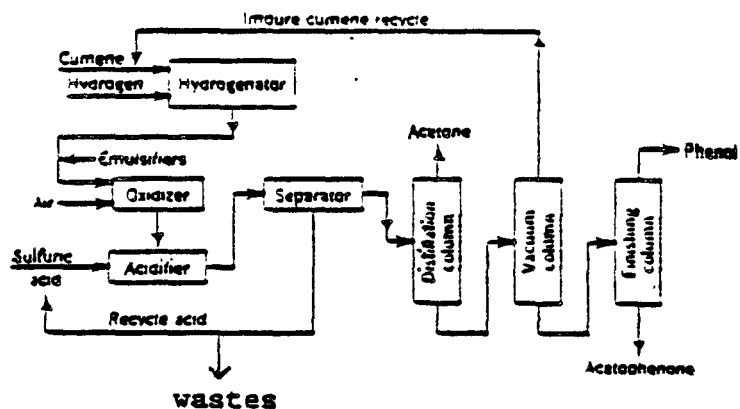 Impure cumene recycle
Cumene
Hydrogen
Hydrogenator
Emulsifiers
Air
Oxidizer
Separator
Sulfuric
acid
Acidifier
Recycle acid
wastes
Acetone
Distillation
column
Vacuum
column
Finishing
column
Phenol
Acetophenone